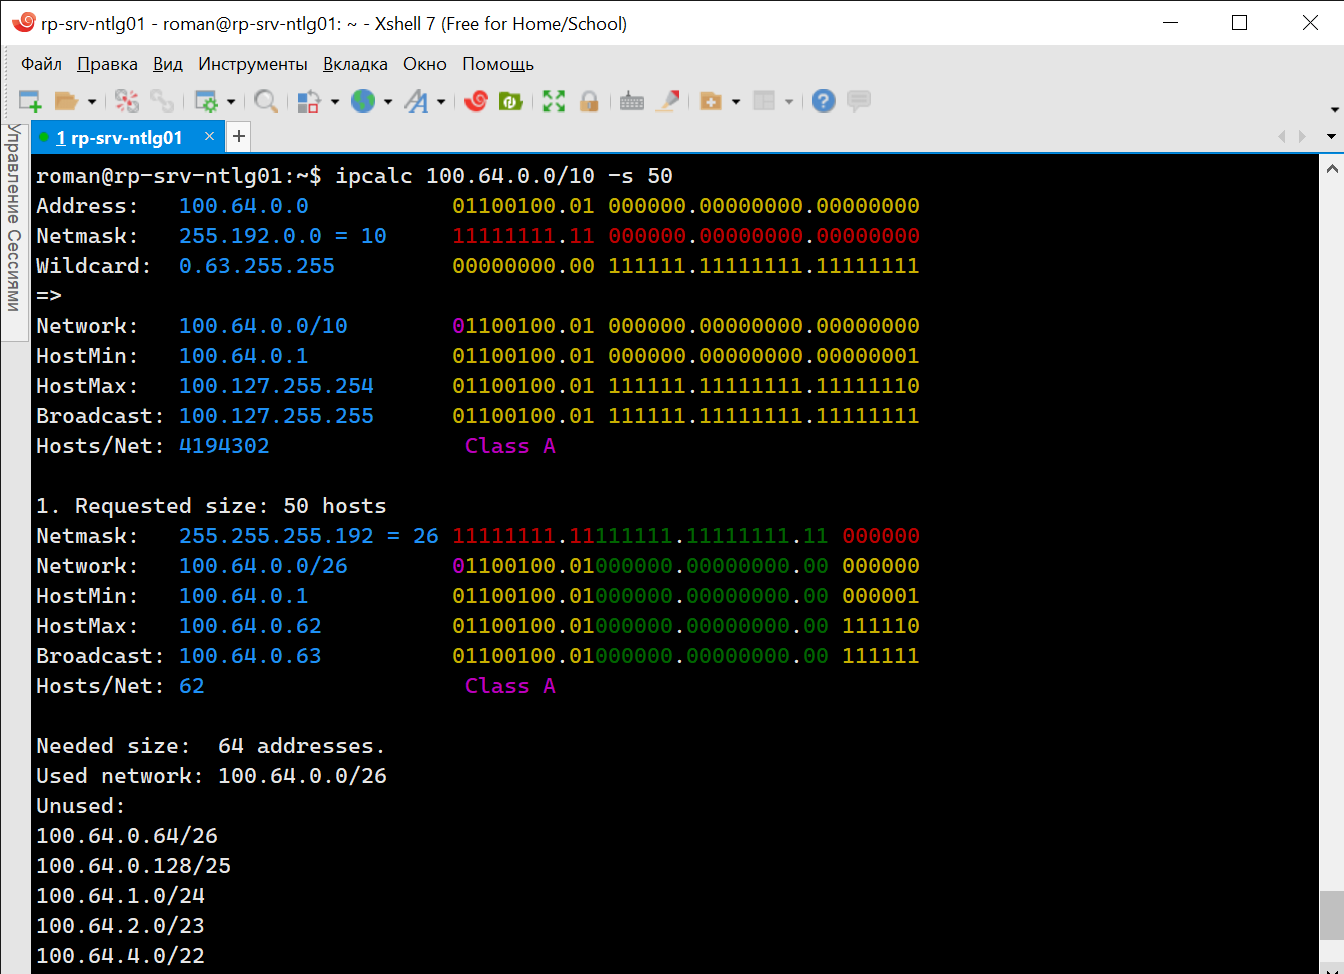 rp-srv-ntlg01 - roman@rp-srv-ntlg01: ~ - Xshell 7 (Free for Home/School)
Файл Правка Вид Инструменты Вкладка Окно Помощь
1 rp-srv-ntlg01 × +
Управление Сессиями
roman@rp-srv-ntlg01:~$ ipcalc 100.64.0.0/10 -s 50
Address: 100.64.0.0 01100100.01 000000.00000000.00000000
Netmask: 255.192.0.0 = 10 11111111.11 000000.00000000.00000000
Wildcard: 0.63.255.255 00000000.00 111111.11111111.11111111
=>
Network: 100.64.0.0/10 01100100.01 000000.00000000.00000000
HostMin: 100.64.0.1 01100100.01 000000.00000000.00000001
HostMax: 100.127.255.254 01100100.01 111111.11111111.11111110
Broadcast: 100.127.255.255 01100100.01 111111.11111111.11111111
Hosts/Net: 4194302 Class A
1. Requested size: 50 hosts
Netmask: 255.255.255.192 = 26 11111111.11111111.11111111.11 000000
Network: 100.64.0.0/26 01100100.01000000.00000000.00 000000
HostMin: 100.64.0.1 01100100.01000000.00000000.00 000001
HostMax: 100.64.0.62 01100100.01000000.00000000.00 111110
Broadcast: 100.64.0.63 01100100.01000000.00000000.00 111111
Hosts/Net: 62 Class A
Needed size: 64 addresses.
Used network: 100.64.0.0/26
Unused:
100.64.0.64/26
100.64.0.128/25
100.64.1.0/24
100.64.2.0/23
100.64.4.0/22